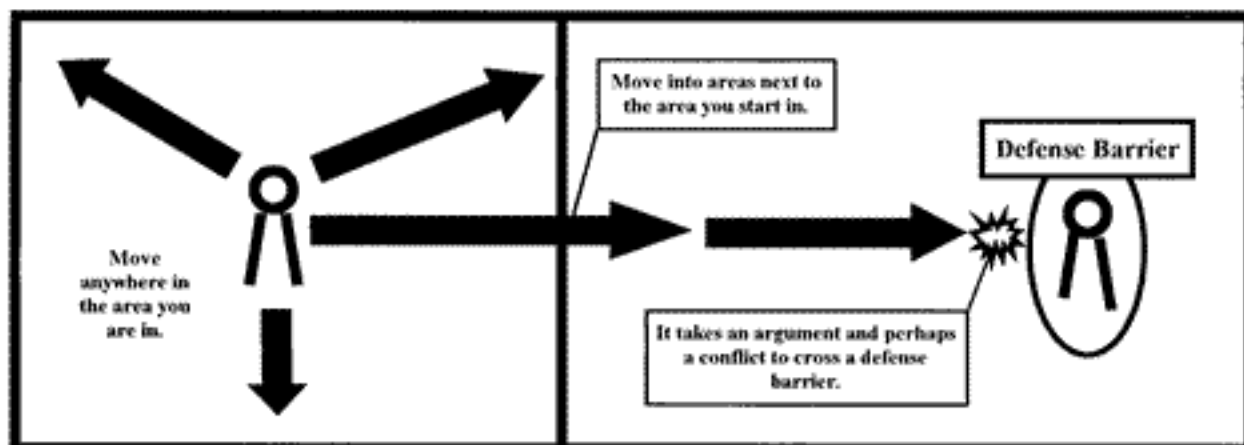 Move into areas next to
the area you start in.
Defense Barrier
Move
anywhere in
the area you
are in.
It takes an argument and perhaps
a conflict to cross a defense
barrier.